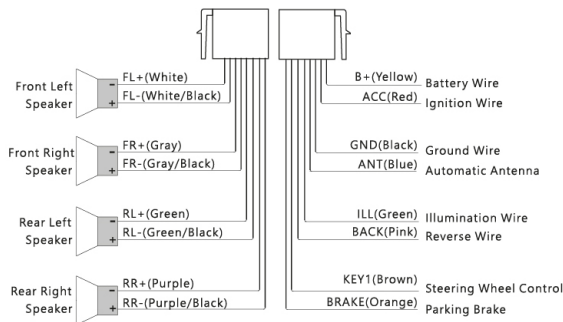 FL+(White)
Front Left
Speaker
-
+
FL-(White/Black)
FR+(Gray)
Front Right
Speaker
-
+
FR-(Gray/Black)
RL+(Green)
Rear Left
Speaker
-
+
RL-(Green/Black)
RR+(Purple)
Rear Right
Speaker
-
+
RR-(Purple/Black)
B+(Yellow) Battery Wire
ACC(Red) Ignition Wire
GND(Black) Ground Wire
ANT(Blue) Automatic Antenna
ILL(Green) Illumination Wire
BACK(Pink) Reverse Wire
KEY1(Brown) Steering Wheel Control
BRAKE(Orange) Parking Brake